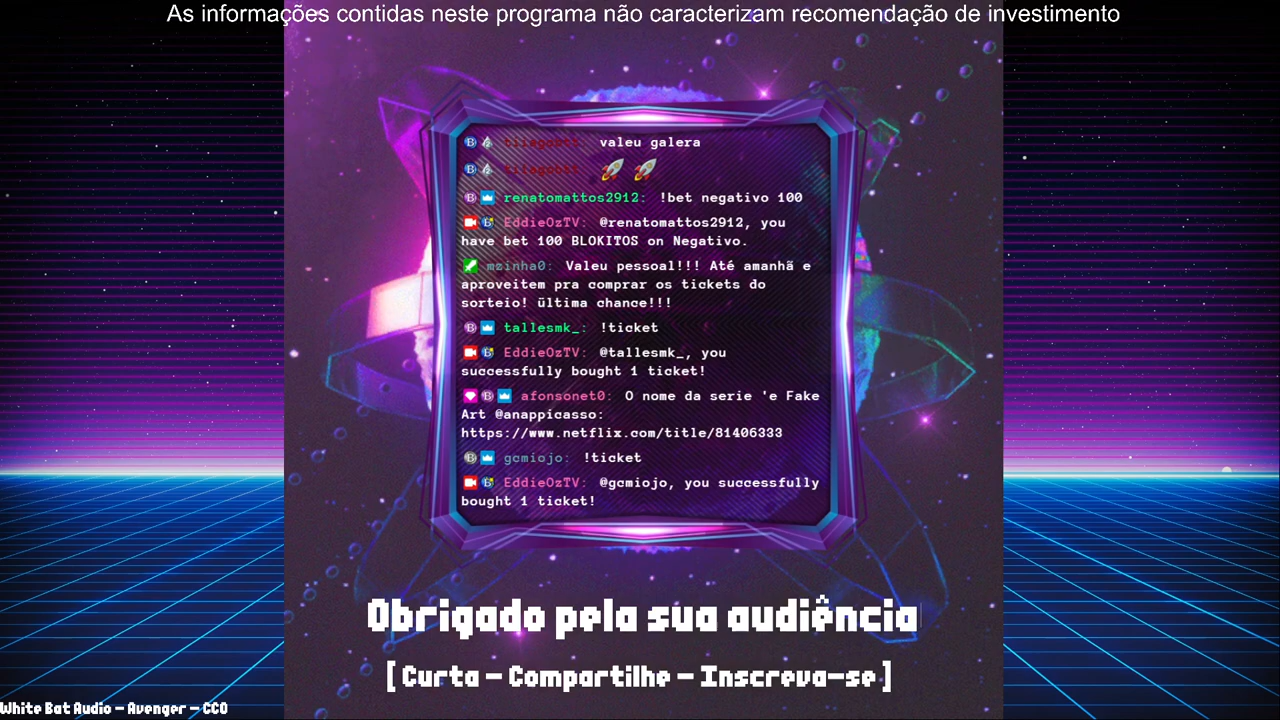 As informações contidas neste programa não caracterizam recomendação de investimento
valeu galera
renatomattos2912: !bet negativo 100
EddieOzTV: @renatomattos2912, you
have bet 100 BLOKITOS on Negativo.
mzinha0: Valeu pessoal!!! Até amanhã e
aproveitem pra comprar os tickets do
sorteio! última chance!!!
tallesmk_: !ticket
EddieOzTV: @tallesmk_, you
successfully bought 1 ticket!
afonsonet0: O nome da serie 'e Fake
Art @anappicasso:
https://www.netflix.com/title/81406333
gcmiojo: !ticket
EddieOzTV: @gcmiojo, you successfully
bought 1 ticket!
Obrigado pela sua audiência
[ Curta - Compartilhe - Inscreva-se ]
White Bat Audio - Avenger - CC0